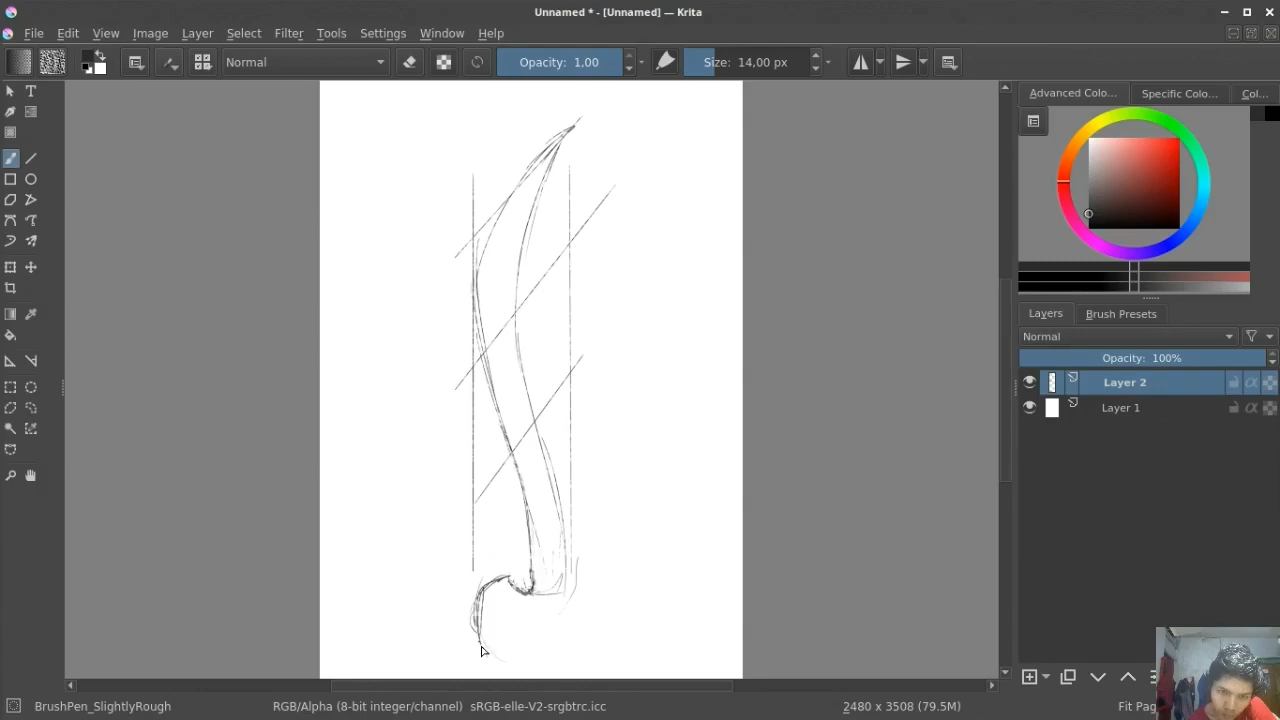 Unnamed * - [Unnamed] — Krita
File Edit View Image Layer Select Filter Tools Settings Window Help
Normal
Opacity: 1,00
Size: 14,00 px
Advanced Colo...
Specific Colo...
Col...
Layers
Brush Presets
Normal
Opacity: 100%
Layer 2
Layer 1
BrushPen_SlightlyRough
RGB/Alpha (8-bit integer/channel) sRGB-elle-V2-srgbtrc.icc
2480 x 3508 (79.5M)
Fit Pag